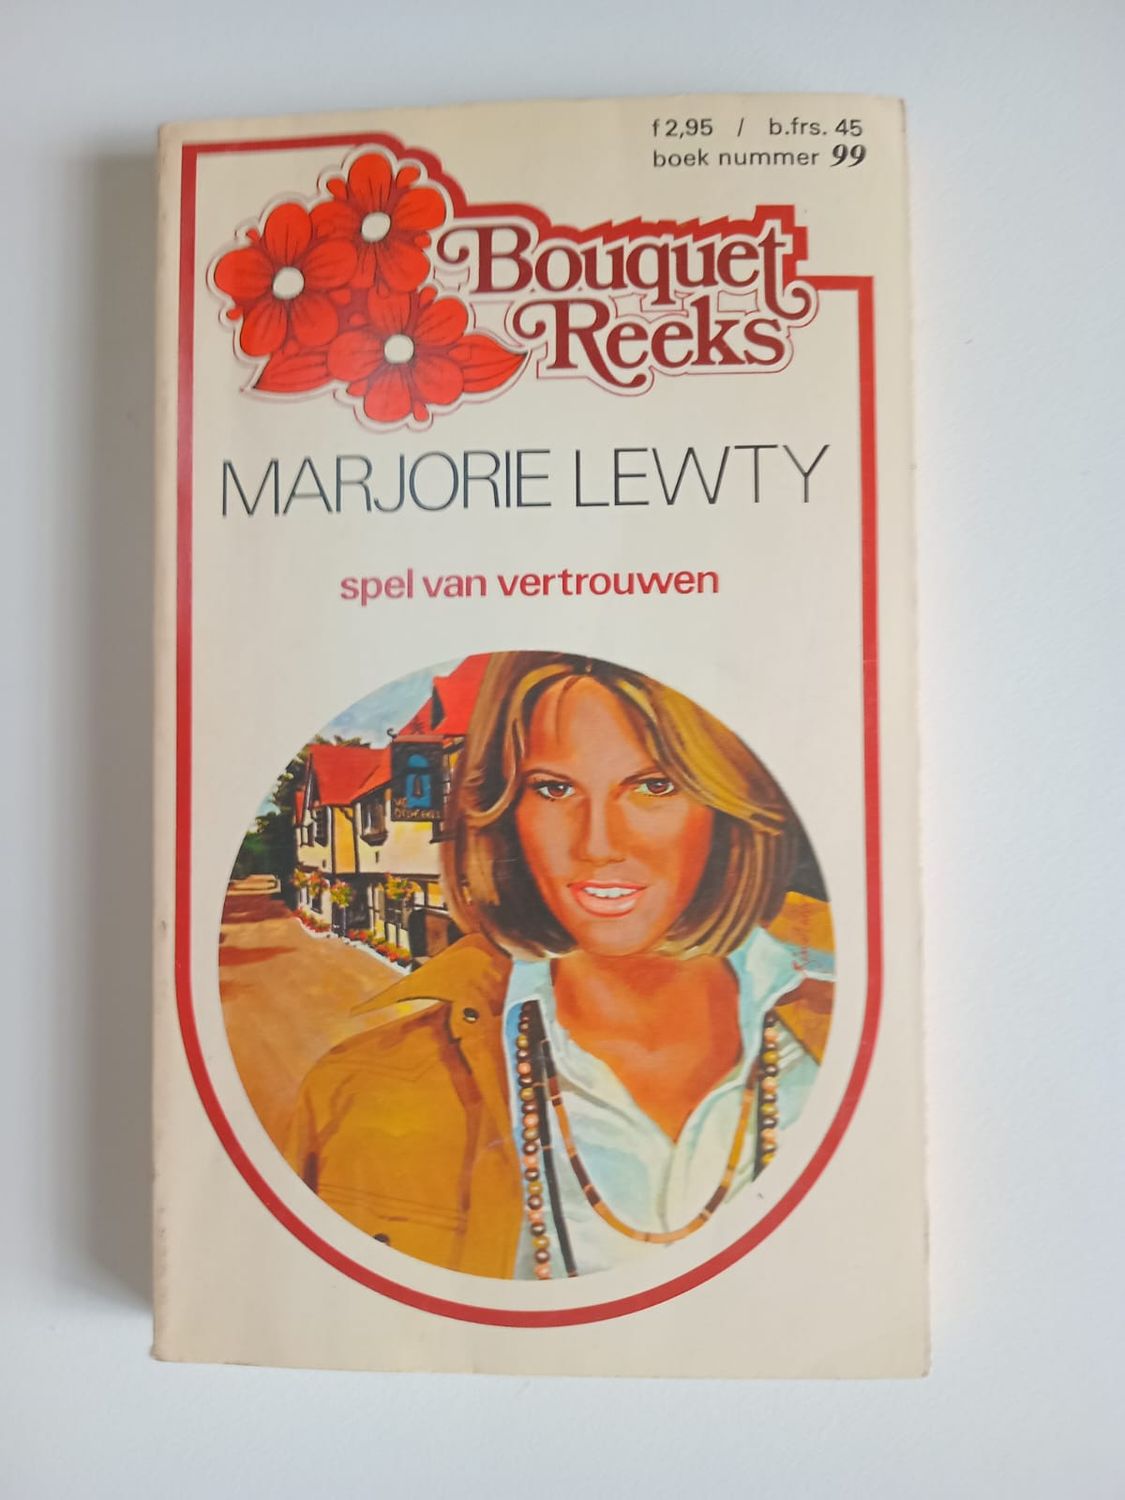 f 2,95 / b.frs. 45
boek nummer 99
Bouquet
Reeks
MARJORIE LEWTY
spel van vertrouwen